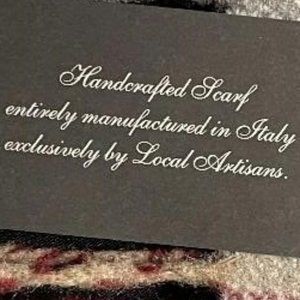 Handcrafted Scarf
entirely manufactured in Italy
exclusively by Local Artisans.